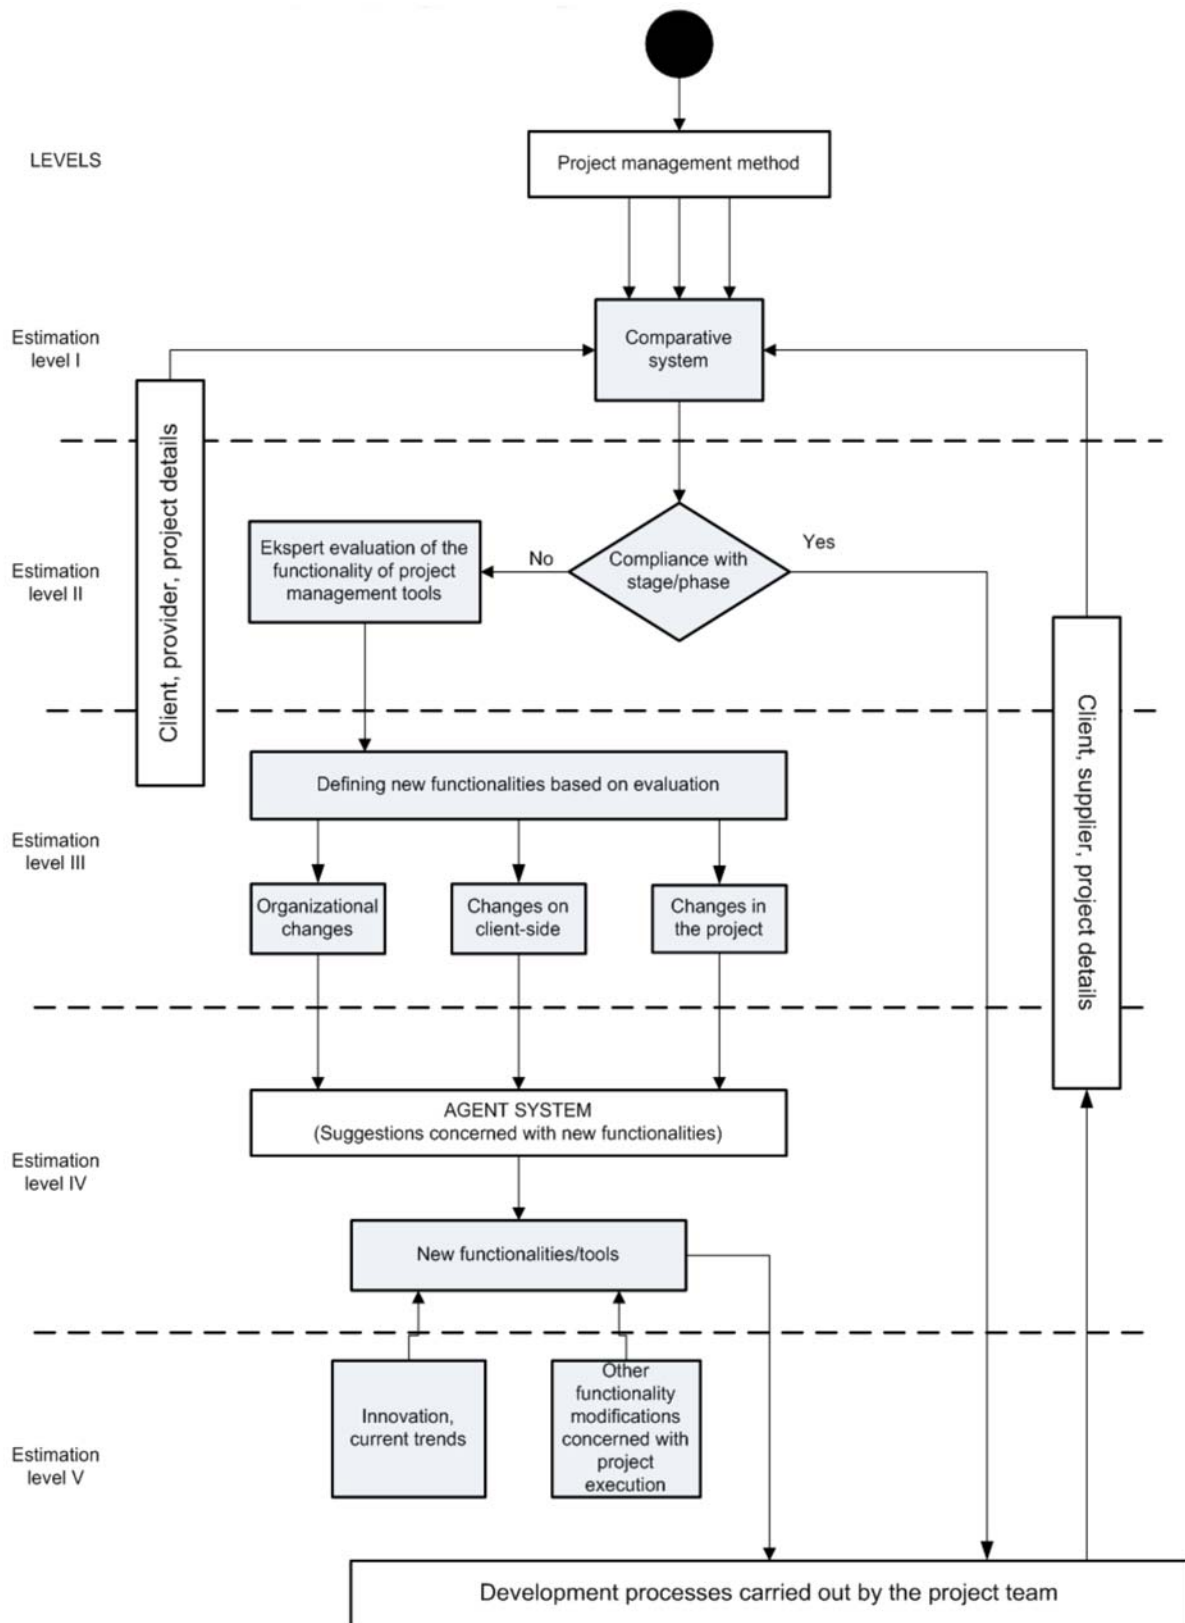 LEVELS
Project management method
Estimation
level I
Comparative
system
Client, provider, project details
Estimation
level II
Ekspert evaluation of the
functionality of project
management tools
No
Compliance with
stage/phase
Yes
Client, supplier, project details
Defining new functionalities based on evaluation
Estimation
level III
Organizational
changes
Changes on
client-side
Changes in
the project
AGENT SYSTEM
(Suggestions concerned with new functionalities)
Estimation
level IV
New functionalities/tools
Estimation
level V
Innovation,
current trends
Other
functionality
modifications
concerned with
project
execution
Development processes carried out by the project team